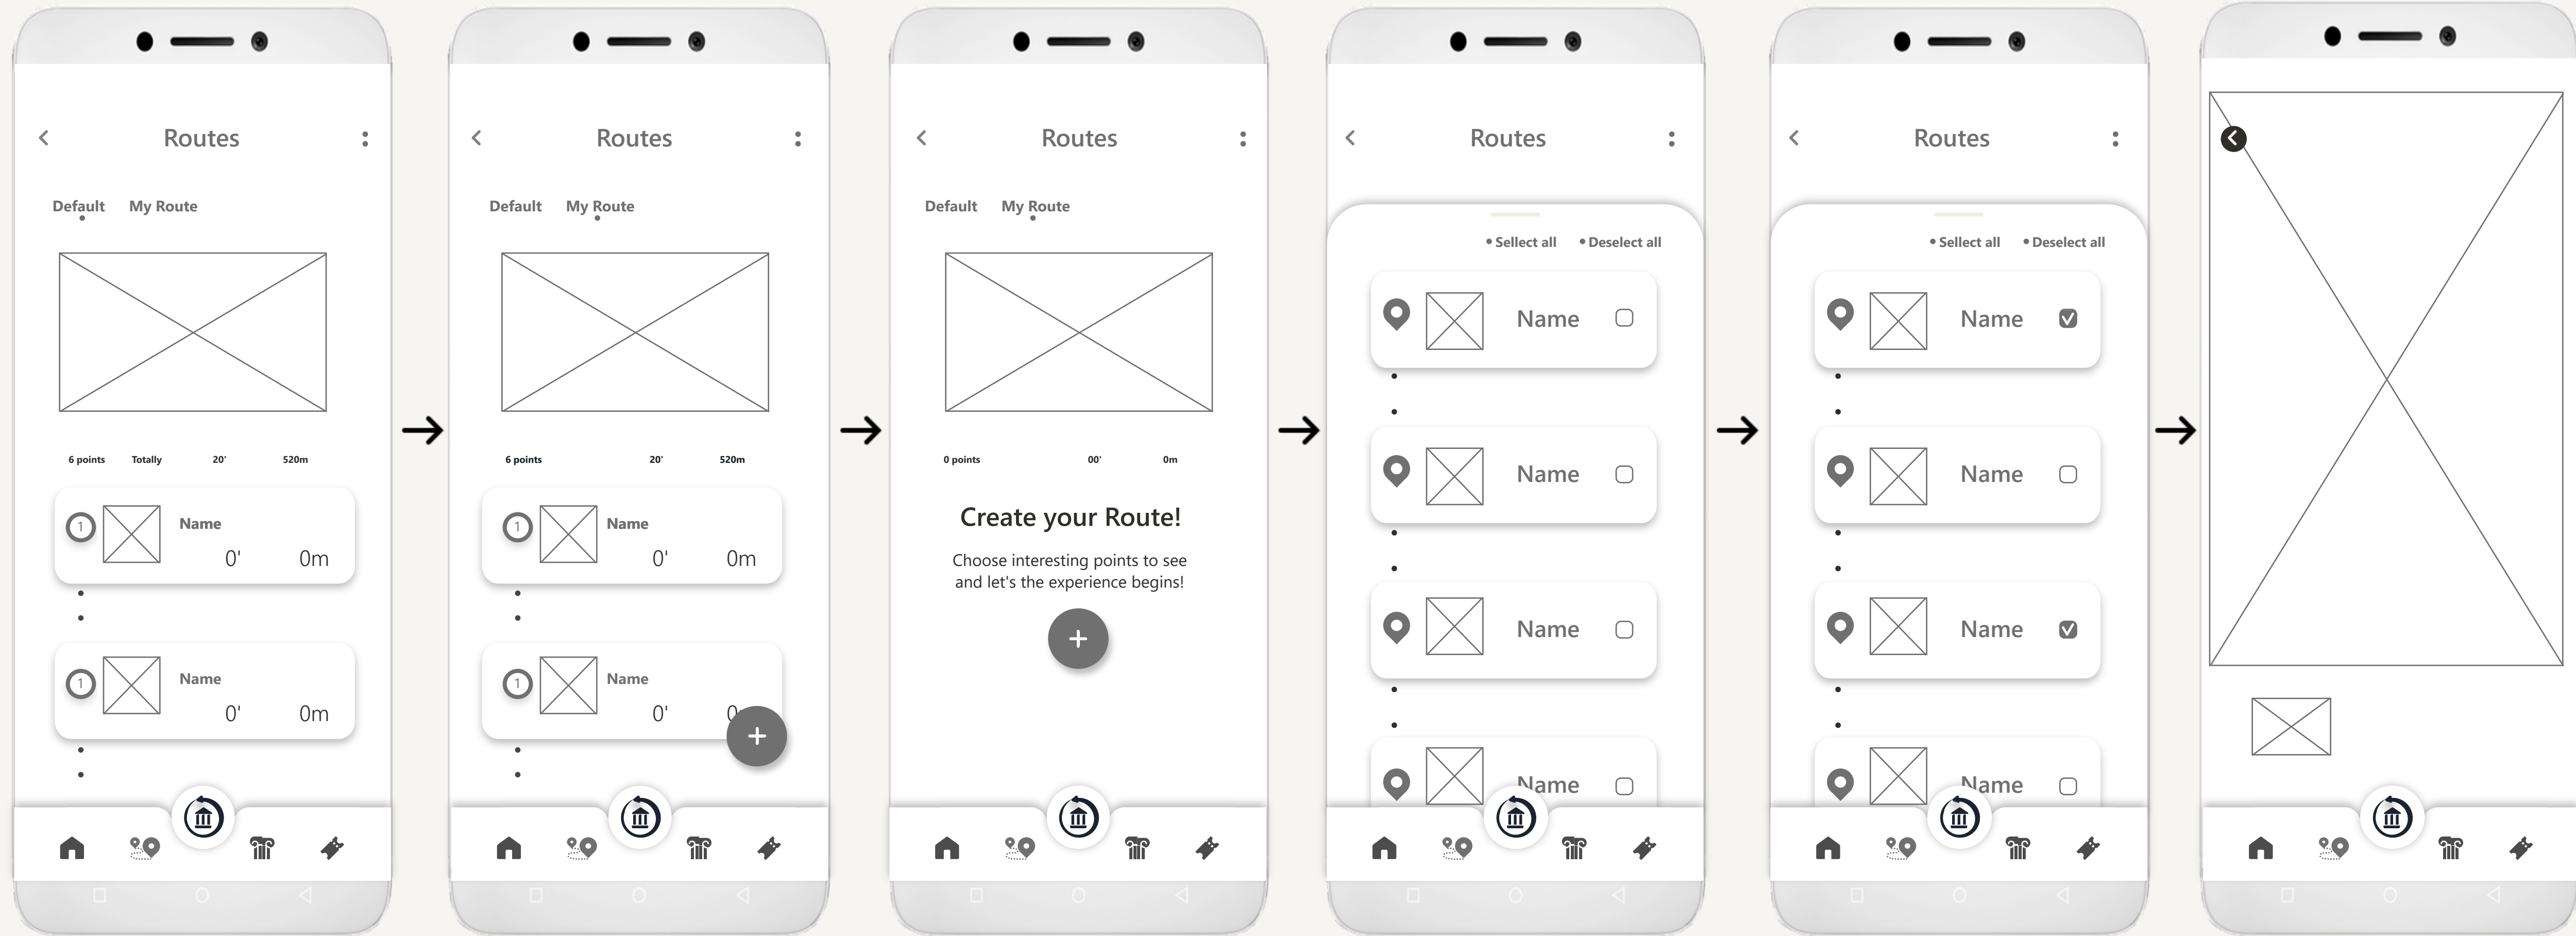 Routes
Default My Route
6 points Totally 20' 520m
1 Name
0' 0m
1 Name
0' 0m
Routes
Default My Route
6 points 20' 520m
1 Name
0' 0m
1 Name
0'
+
Routes
Default My Route
0 points 00' 0m
Create your Route!
Choose interesting points to see
and let's the experience begins!
+
Routes
• Sellect all • Deselect all
Name
Name
Name
Name
Routes
• Sellect all • Deselect all
Name
Name
Name
Name